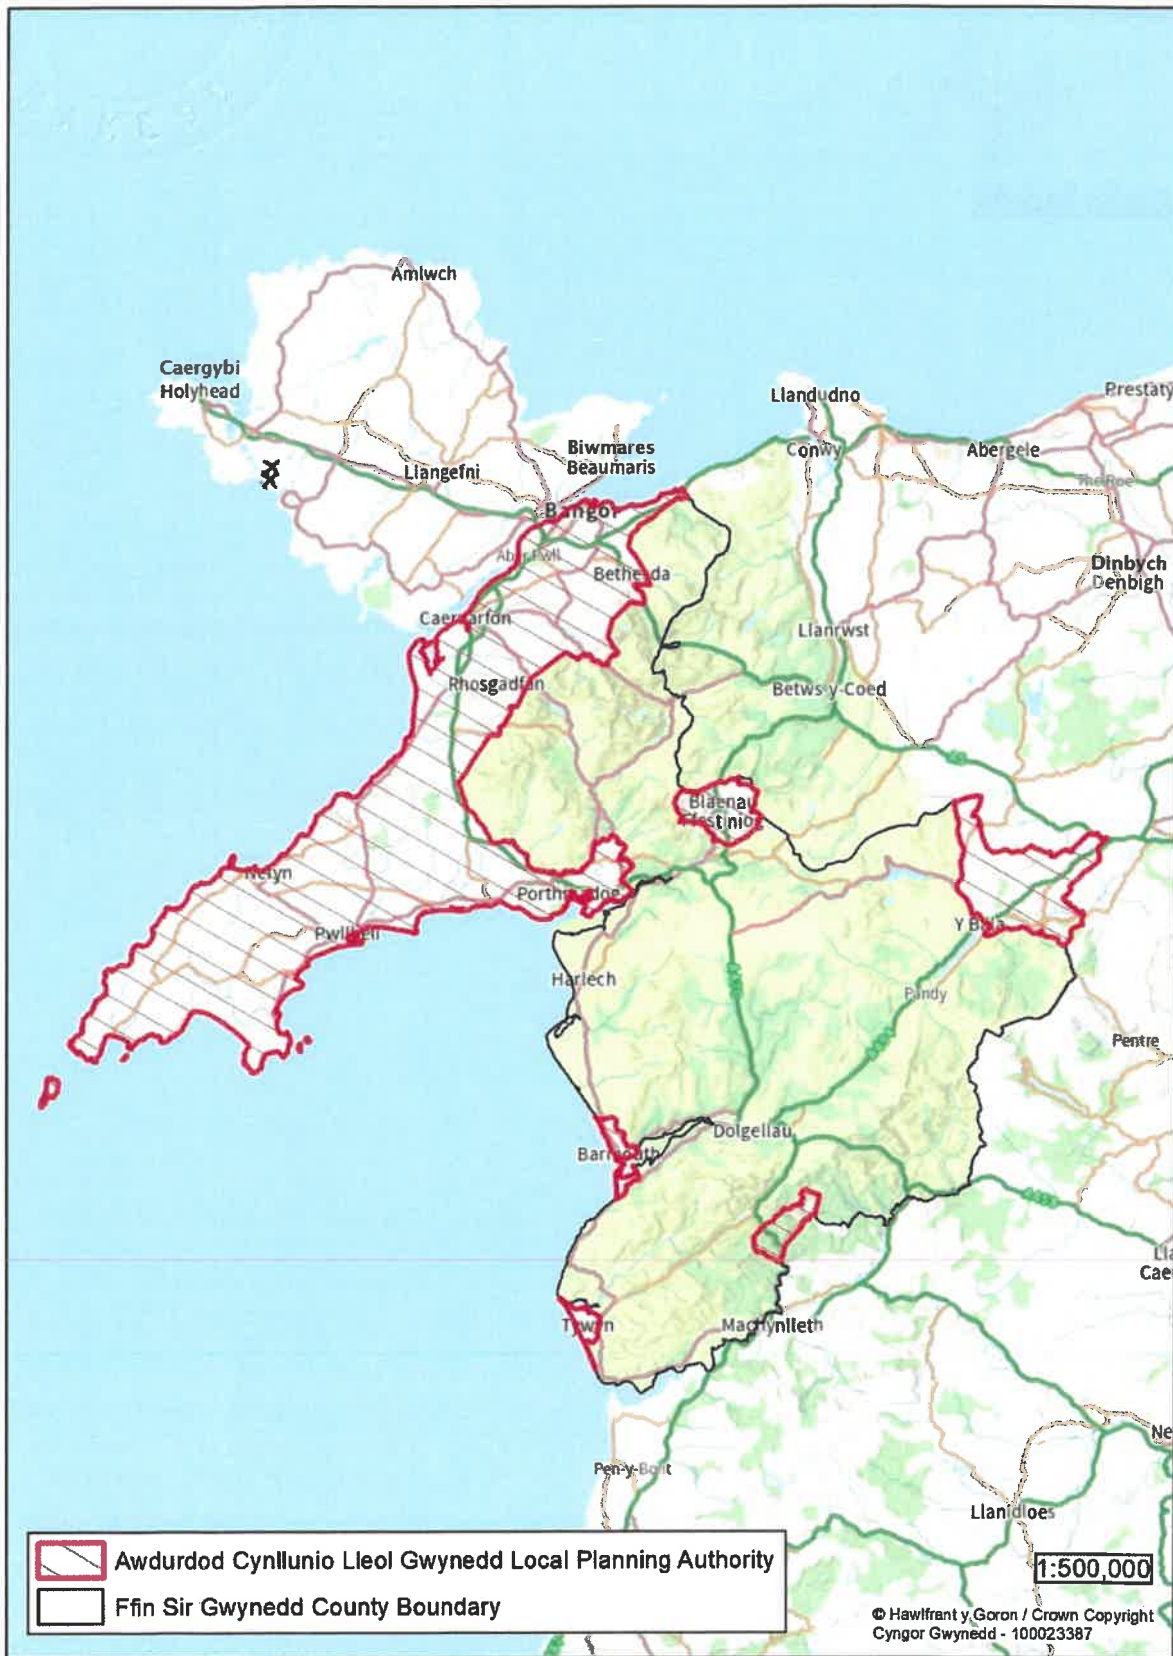 Amlwch
Caergybi
Holyhead
Llandudno
Prestaty
Biwmares
Beaumaris
Conwy
Abergele
Llangefni
Bangor
Dinbych
Denbigh
Bethesda
Caernarfon
Llanrwst
Rhosgadfan
Betws-y-Coed
Blaenau
Ffestiniog
Nefyn
Porthmadog
Y Bala
Pwllheli
Harlech
Pandy
Pentre
Dolgellau
Barmouth
Tywyn
Machynlleth
Pen-y-Bont
Llanidloes
Awdurdod Cynllunio Lleol Gwynedd Local Planning Authority
Ffin Sir Gwynedd County Boundary
1:500,000
© Hawlfraint y Goron / Crown Copyright
Cyngor Gwynedd - 100023387